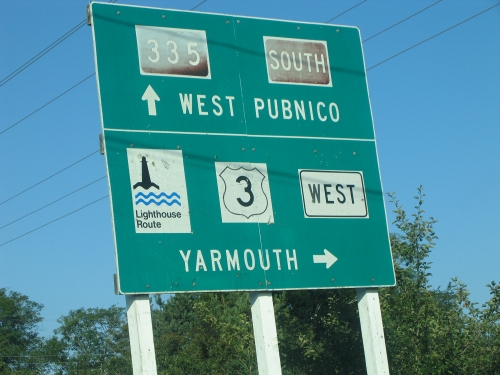 335 SOUTH
WEST PUBNICO
Lighthouse
Route
3
WEST
YARMOUTH